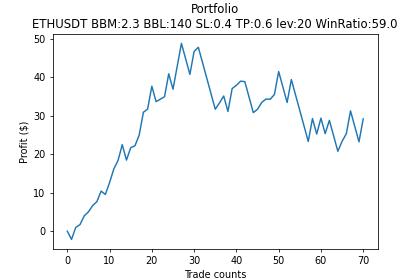 Portfolio
ETHUSDT BBM:2.3 BBL:140 SL:0.4 TP:0.6 lev:20 WinRatio:59.0
50
40
30
20
10
0
Profit ($)
0 10 20 30 40 50 60 70
Trade counts